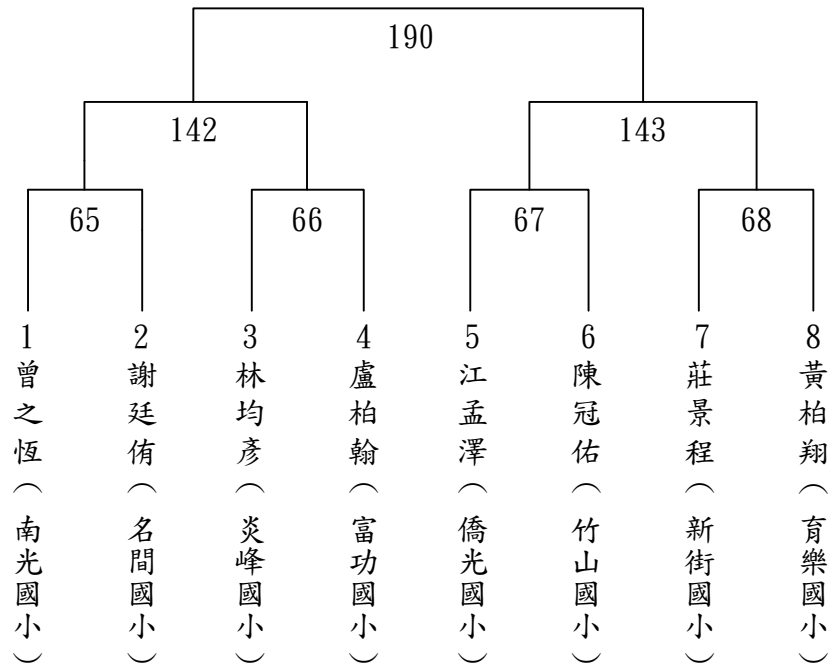 190
142
143
65
66
67
68
1
曾之恆（南光國小）
2
謝廷侑（名間國小）
3
林均彥（炎峰國小）
4
盧柏翰（富功國小）
5
江孟澤（僑光國小）
6
陳冠佑（竹山國小）
7
莊景程（新街國小）
8
黃柏翔（育樂國小）